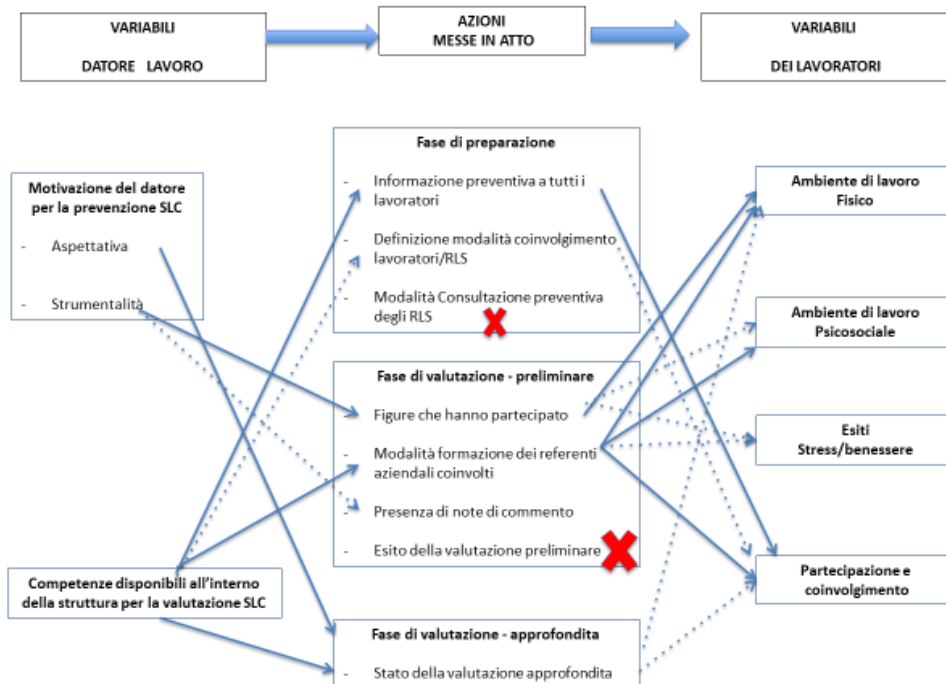 VARIABILI
DATORE LAVORO
AZIONI
MESSE IN ATTO
VARIABILI
DEI LAVORATORI
Motivazione del datore
per la prevenzione SLC
- Aspettativa
- Strumentalità
Competenze disponibili all'interno
della struttura per la valutazione SLC
Fase di preparazione
- Informazione preventiva a tutti i
lavoratori
- Definizione modalità coinvolgimento
lavoratori/RLS
- Modalità Consultazione preventiva
degli RLS
Fase di valutazione - preliminare
- Figure che hanno partecipato
- Modalità formazione dei referenti
aziendali coinvolti
- Presenza di note di commento
- Esito della valutazione preliminare
Fase di valutazione - approfondita
- Stato della valutazione approfondita
Ambiente di lavoro
Fisico
Ambiente di lavoro
Psicosociale
Esiti
Stress/benessere
Partecipazione e
coinvolgimento